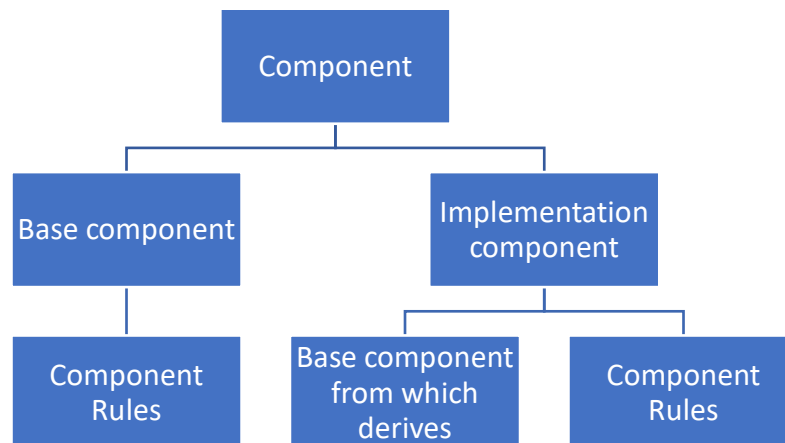 Component
Base component
Implementation
component
Component
Rules
Base component
from which
derives
Component
Rules